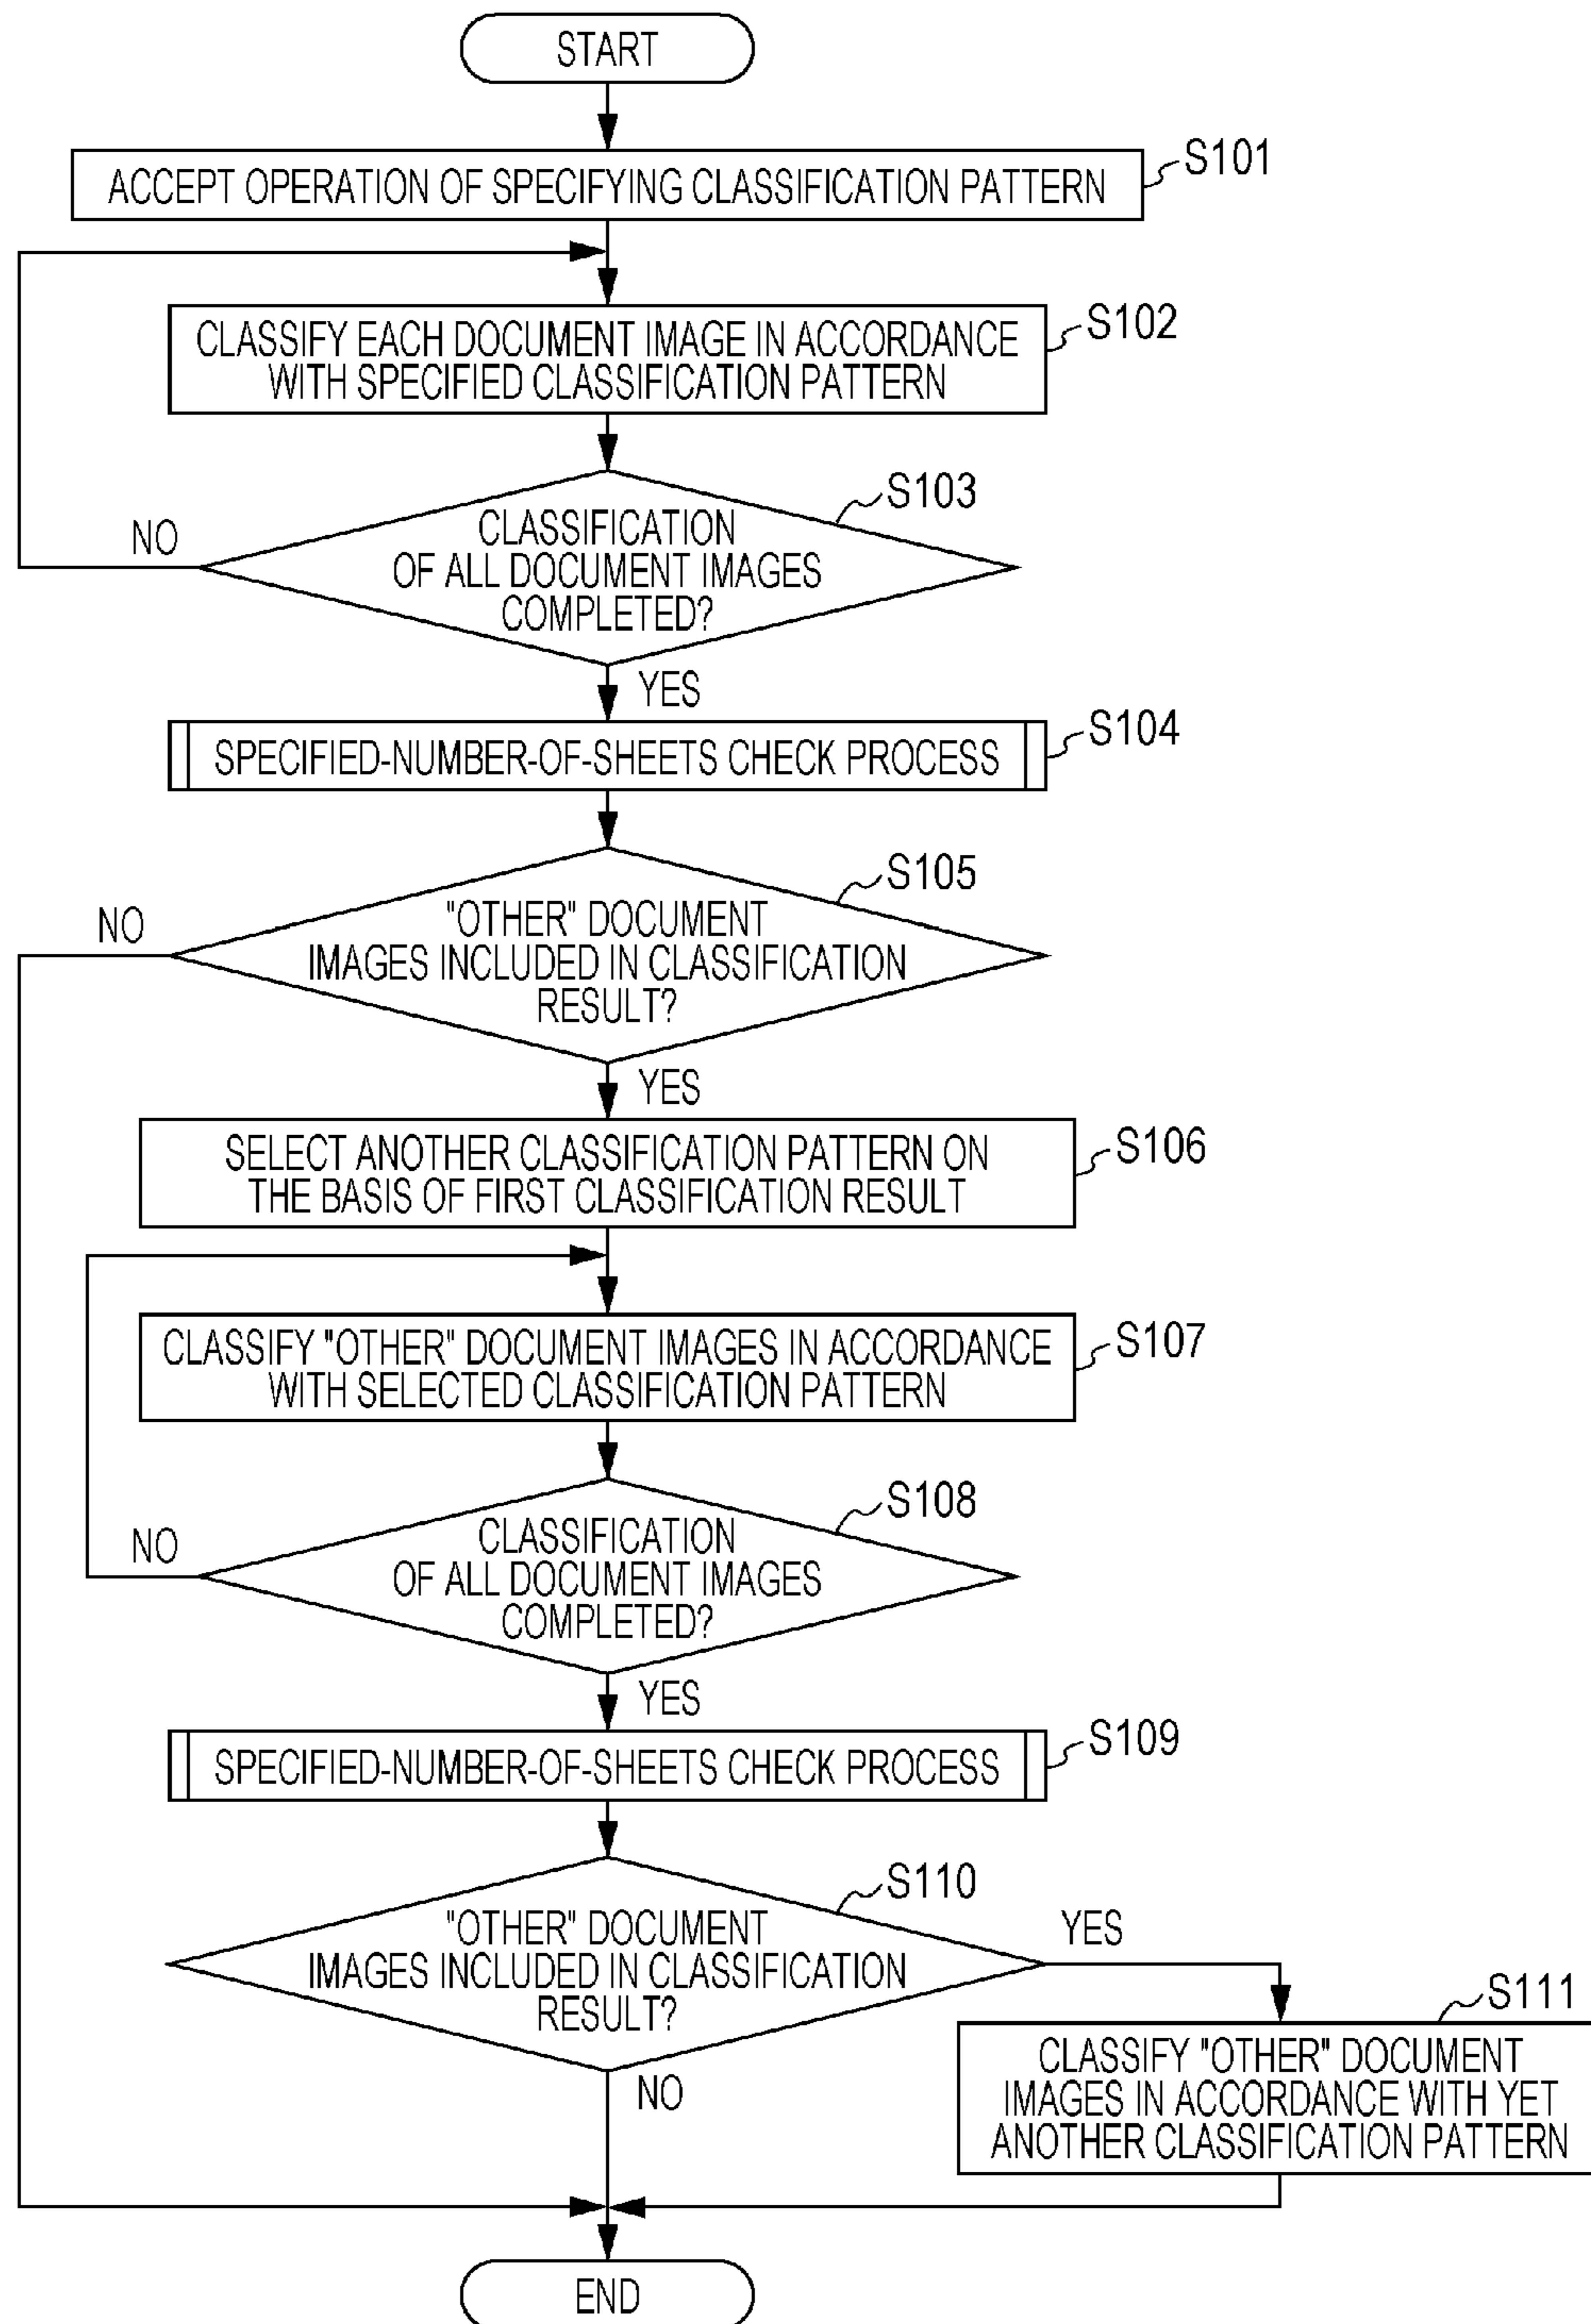 START
ACCEPT OPERATION OF SPECIFYING CLASSIFICATION PATTERN
S101
CLASSIFY EACH DOCUMENT IMAGE IN ACCORDANCE
WITH SPECIFIED CLASSIFICATION PATTERN
S102
CLASSIFICATION
OF ALL DOCUMENT IMAGES
COMPLETED?
S103
NO
YES
SPECIFIED-NUMBER-OF-SHEETS CHECK PROCESS
S104
"OTHER" DOCUMENT
IMAGES INCLUDED IN CLASSIFICATION
RESULT?
S105
NO
YES
SELECT ANOTHER CLASSIFICATION PATTERN ON
THE BASIS OF FIRST CLASSIFICATION RESULT
S106
CLASSIFY "OTHER" DOCUMENT IMAGES IN ACCORDANCE
WITH SELECTED CLASSIFICATION PATTERN
S107
CLASSIFICATION
OF ALL DOCUMENT IMAGES
COMPLETED?
S108
NO
YES
SPECIFIED-NUMBER-OF-SHEETS CHECK PROCESS
S109
"OTHER" DOCUMENT
IMAGES INCLUDED IN CLASSIFICATION
RESULT?
S110
YES
NO
S111
CLASSIFY "OTHER" DOCUMENT
IMAGES IN ACCORDANCE WITH YET
ANOTHER CLASSIFICATION PATTERN
END